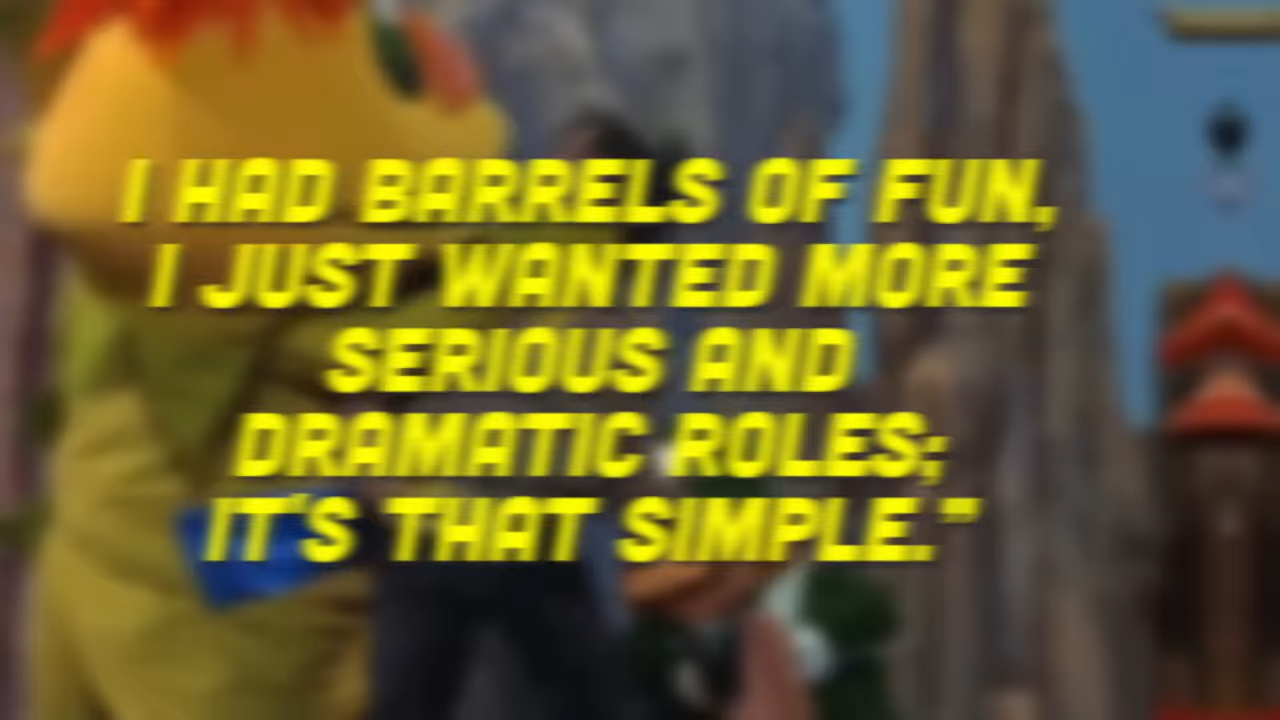 I HAD BARRELS OF FUN,
I JUST WANTED MORE
SERIOUS AND
DRAMATIC ROLES;
IT'S THAT SIMPLE."